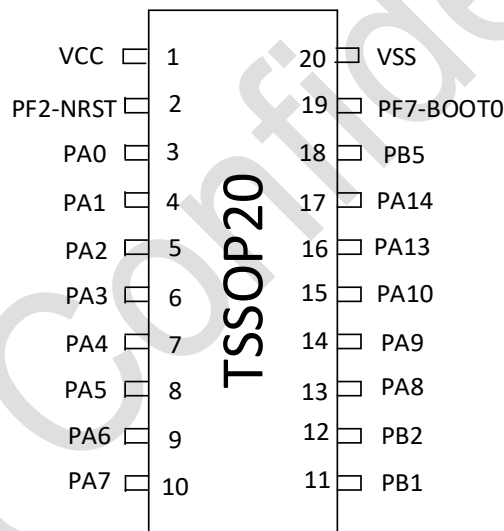 VCC 1 20 VSS
PF2-NRST 2 19 PF7-BOOT0
PA0 3 18 PB5
PA1 4 17 PA14
PA2 5 16 PA13
PA3 6 15 PA10
PA4 7 14 PA9
PA5 8 13 PA8
PA6 9 12 PB2
PA7 10 11 PB1
TSSOP20
Confide